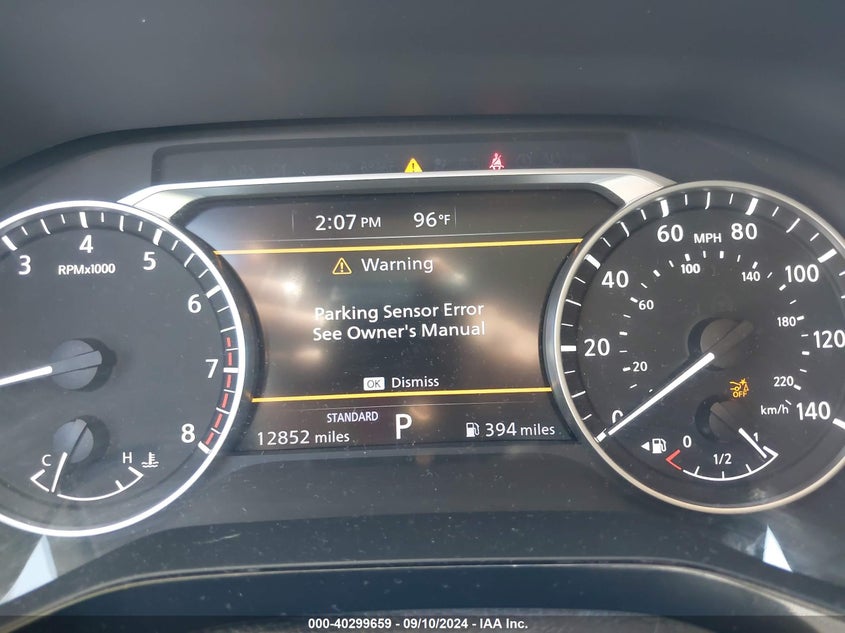 2:07 PM 96°F
Warning
Parking Sensor Error
See Owner's Manual
OK Dismiss
STANDARD
12852 miles P 394 miles
3 4 5 6 7 8
RPMx1000
C H
0 20 40 60 80 100 120 140
MPH
20 60 100 140 180 220
km/h
OFF
0 1/2 1
000-40299659 - 09/10/2024 - IAA Inc.